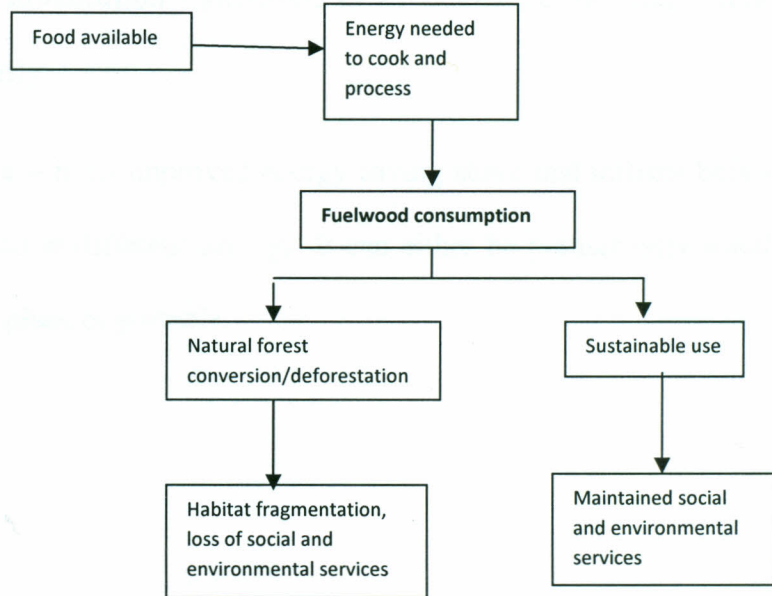 Food available
Energy needed
to cook and
process
Fuelwood consumption
Natural forest
conversion/deforestation
Sustainable use
Habitat fragmentation,
loss of social and
environmental services
Maintained social
and environmental
services